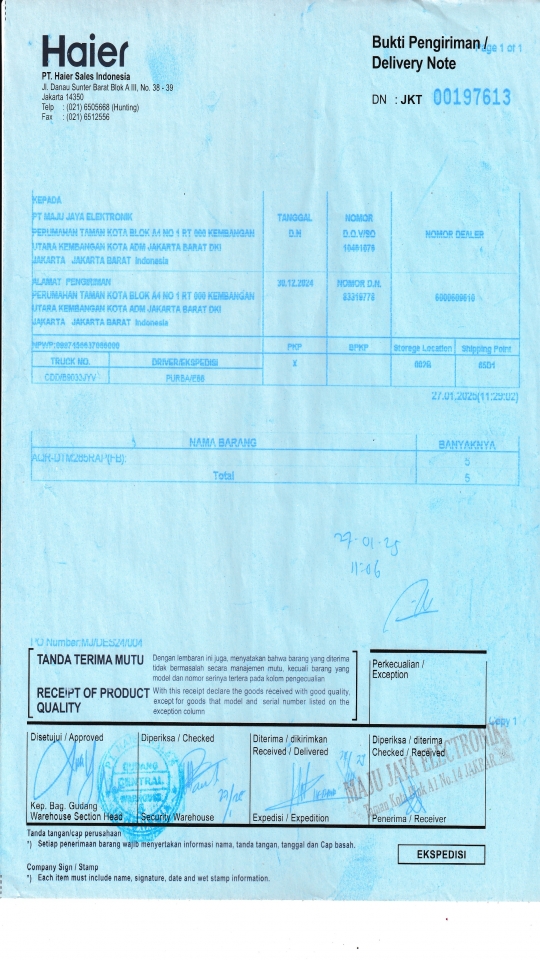 Haier
PT. Haier Sales Indonesia
Jl. Danau Sunter Barat Blok A III, No. 38 - 39
Jakarta 14350
Telp : (021) 6505668 (Hunting)
Fax : (021) 6512556
Bukti Pengiriman /
Delivery Note
Page 1 of 1
DN : JKT 00197613
KEPADA
PT MAJU JAYA ELEKTRONIK
PERUMAHAN TAMAN KOTA BLOK A4 NO 1 RT 000 KEMBANGAN
UTARA KEMBANGAN KOTA ADM JAKARTA BARAT DKI
JAKARTA JAKARTA BARAT Indonesia
TANGGAL
D.N
NOMOR
D.O.V/SO
NOMOR DEALER
ALAMAT PENGIRIMAN
PERUMAHAN TAMAN KOTA BLOK A4 NO 1 RT 000 KEMBANGAN
UTARA KEMBANGAN KOTA ADM JAKARTA BARAT DKI
JAKARTA JAKARTA BARAT Indonesia
30.12.2024
NOMOR D.N.
83319778
PKP
BPKP
Storage Location
Shipping Point
TRUCK NO.
DRIVER/EKSPEDISI
X
002G
65D1
27.01.2025(11:29:02)
NAMA BARANG
BANYAKNYA
5
Total
5
27-01-25
11:06
PO Number:MJ/DES24/004
TANDA TERIMA MUTU
Dengan lembaran ini juga, menyatakan bahwa barang yang diterima
tidak bermasalah secara manajemen mutu, kecuali barang yang
model dan nomor serinya tertera pada kolom pengecualian
RECEIPT OF PRODUCT
QUALITY
With this receipt declare the goods received with good quality,
except for goods that model and serial number listed on the
exception column
Perkecualian /
Exception
Copy 1
Disetujui / Approved
Diperiksa / Checked
Diterima / dikirimkan
Received / Delivered
Diperiksa / diterima
Checked / Received
GUDANG
CENTRAL
MAJU JAYA ELECTRONIK
Kep. Bag. Gudang
Warehouse Section Head
Security Warehouse
Expedisi / Expedition
Penerima / Receiver
Tanda tangan/cap perusahaan
*) Setiap penerimaan barang wajib menyertakan informasi nama, tanda tangan, tanggal dan Cap basah.
EKSPEDISI
Company Sign / Stamp
*) Each item must include name, signature, date and wet stamp information.